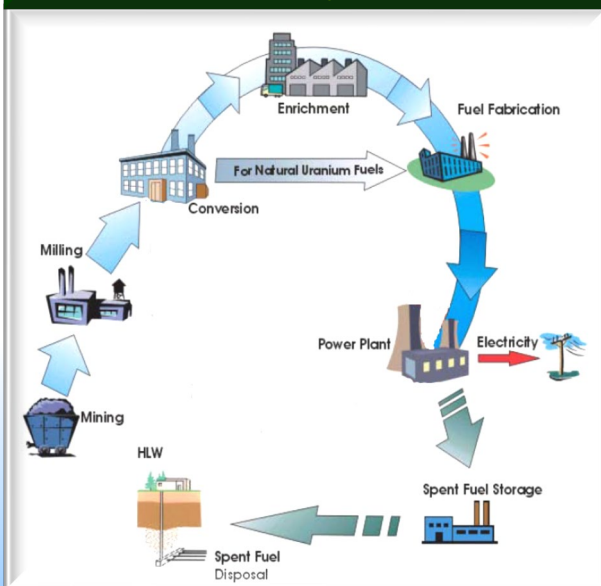 Enrichment
Fuel Fabrication
For Natural Uranium Fuels
Conversion
Milling
Power Plant
Electricity
Mining
HLW
Spent Fuel Storage
Spent Fuel
Disposal